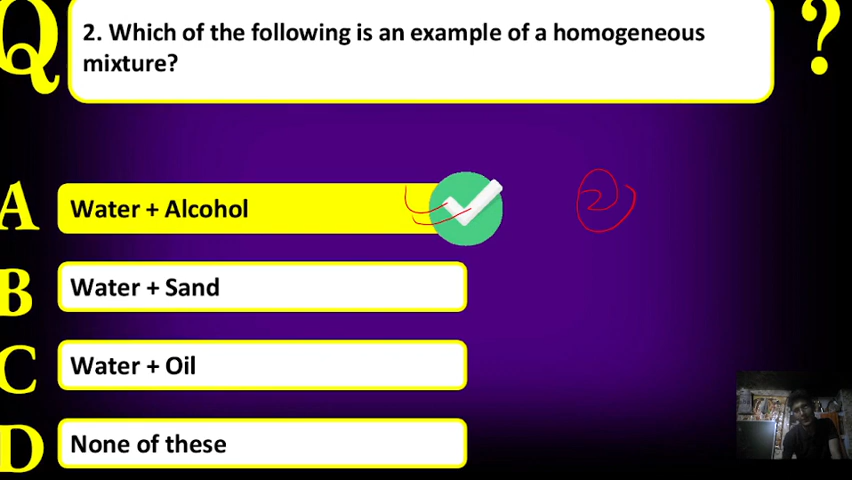 Q
2. Which of the following is an example of a homogeneous
mixture?
?
A
Water + Alcohol
2
B
Water + Sand
C
Water + Oil
D
None of these